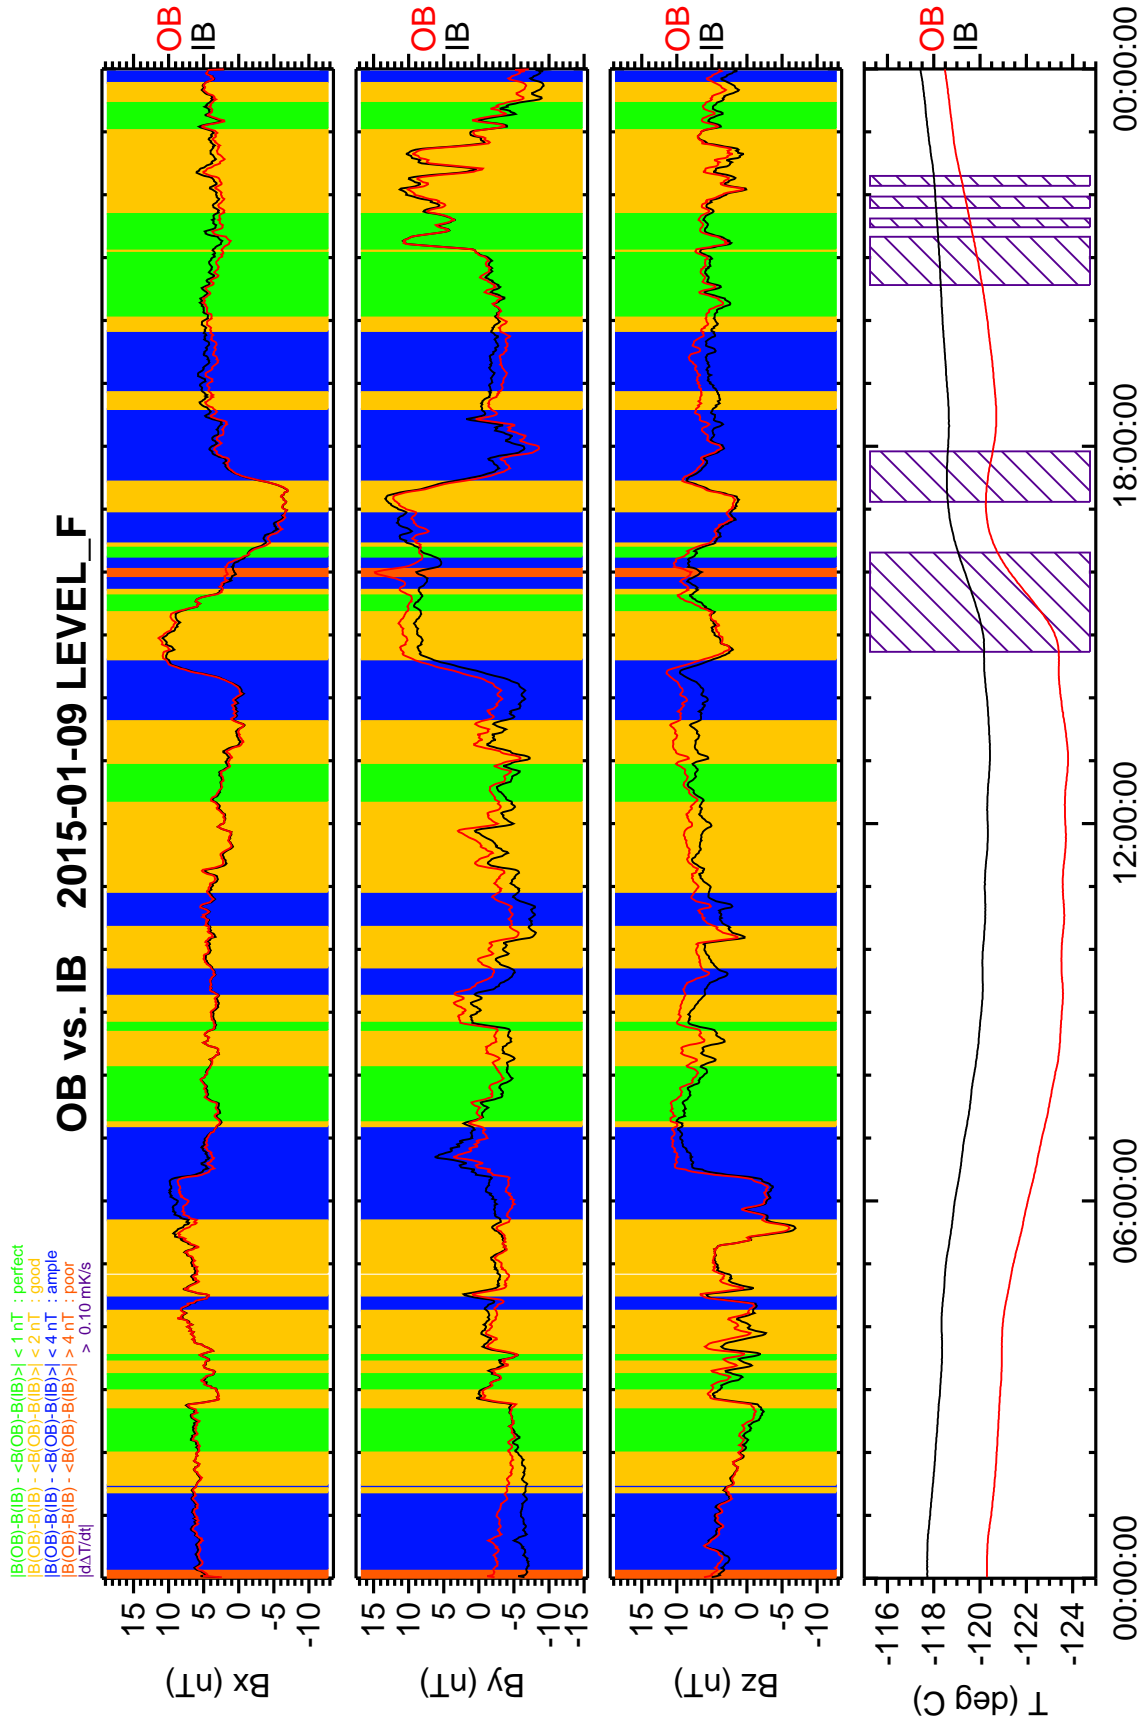 |B(OB)-B(IB) - <B(OB)-B(IB)>| < 1 nT : perfect
|B(OB)-B(IB) - <B(OB)-B(IB)>| < 2 nT : good
|B(OB)-B(IB) - <B(OB)-B(IB)>| < 4 nT : ample
|B(OB)-B(IB) - <B(OB)-B(IB)>| > 4 nT : poor
|dΔT/dt| > 0.10 mK/s
OB vs. IB 2015-01-09 LEVEL_F
Bx (nT)
15
10
5
0
-5
-10
OB
IB
By (nT)
15
10
5
0
-5
-10
-15
OB
IB
Bz (nT)
10
5
0
-5
-10
OB
IB
T (deg C)
-116
-118
-120
-122
-124
OB
IB
00:00:00
06:00:00
12:00:00
18:00:00
00:00:00